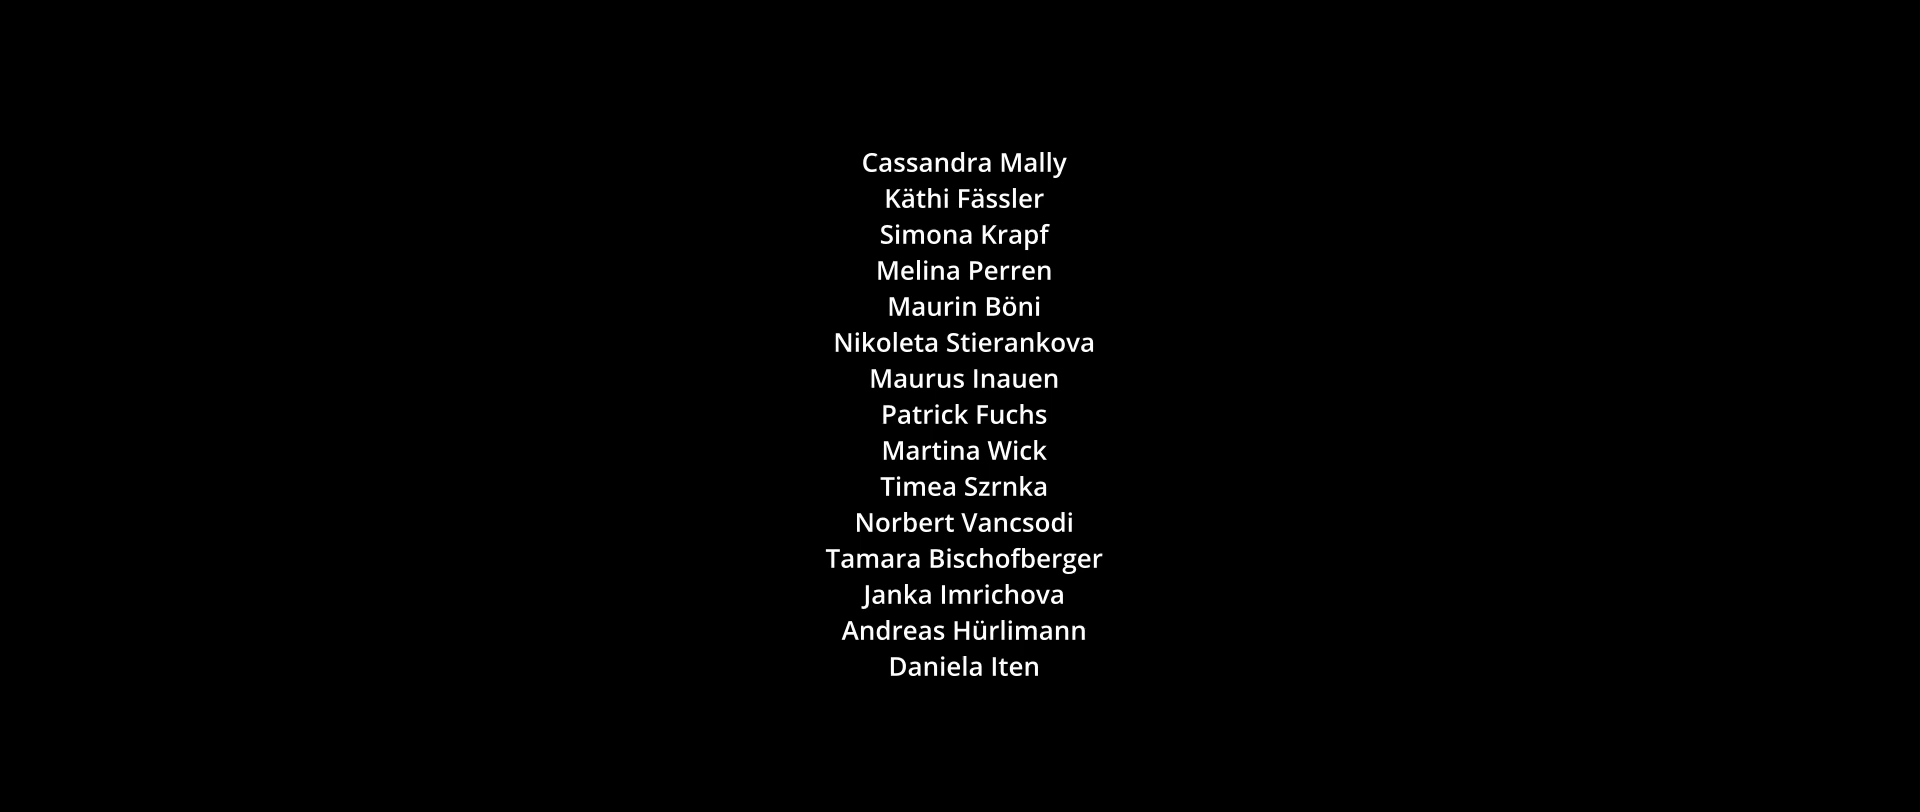 Cassandra Mally
Käthi Fässler
Simona Krapf
Melina Perren
Maurin Böni
Nikoleta Stierankova
Maurus Inauen
Patrick Fuchs
Martina Wick
Timea Szrnka
Norbert Vancsodi
Tamara Bischofberger
Janka Imrichova
Andreas Hürlimann
Daniela Iten